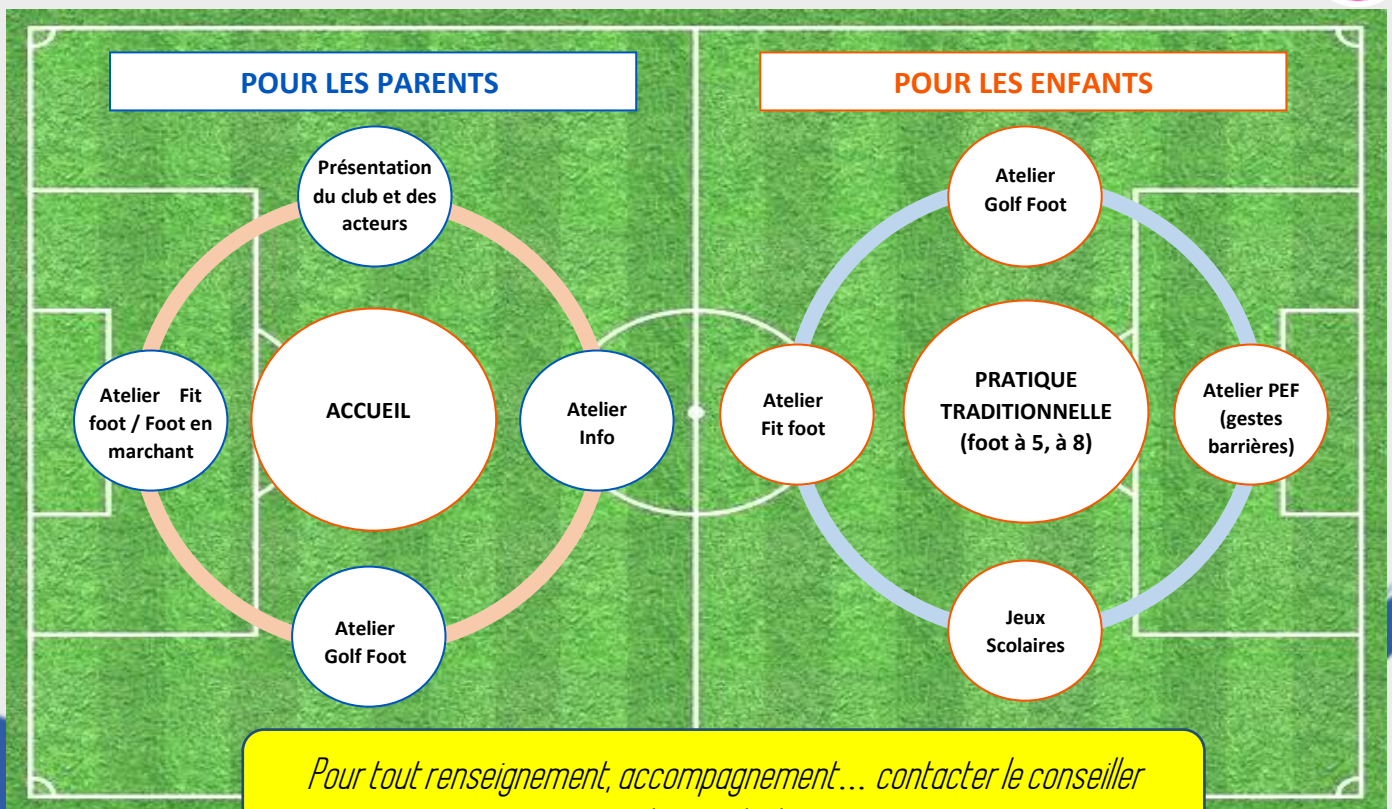 POUR LES PARENTS
Présentation
du club et des
acteurs
Atelier Fit
foot / Foot en
marchant
ACCUEIL
Atelier
Info
Atelier
Golf Foot
POUR LES ENFANTS
Atelier
Golf Foot
Atelier
Fit foot
PRATIQUE
TRADITIONNELLE
(foot à 5, à 8)
Atelier PEF
(gestes
barrières)
Jeux
Scolaires
Pour tout renseignement, accompagnement... contacter le conseiller